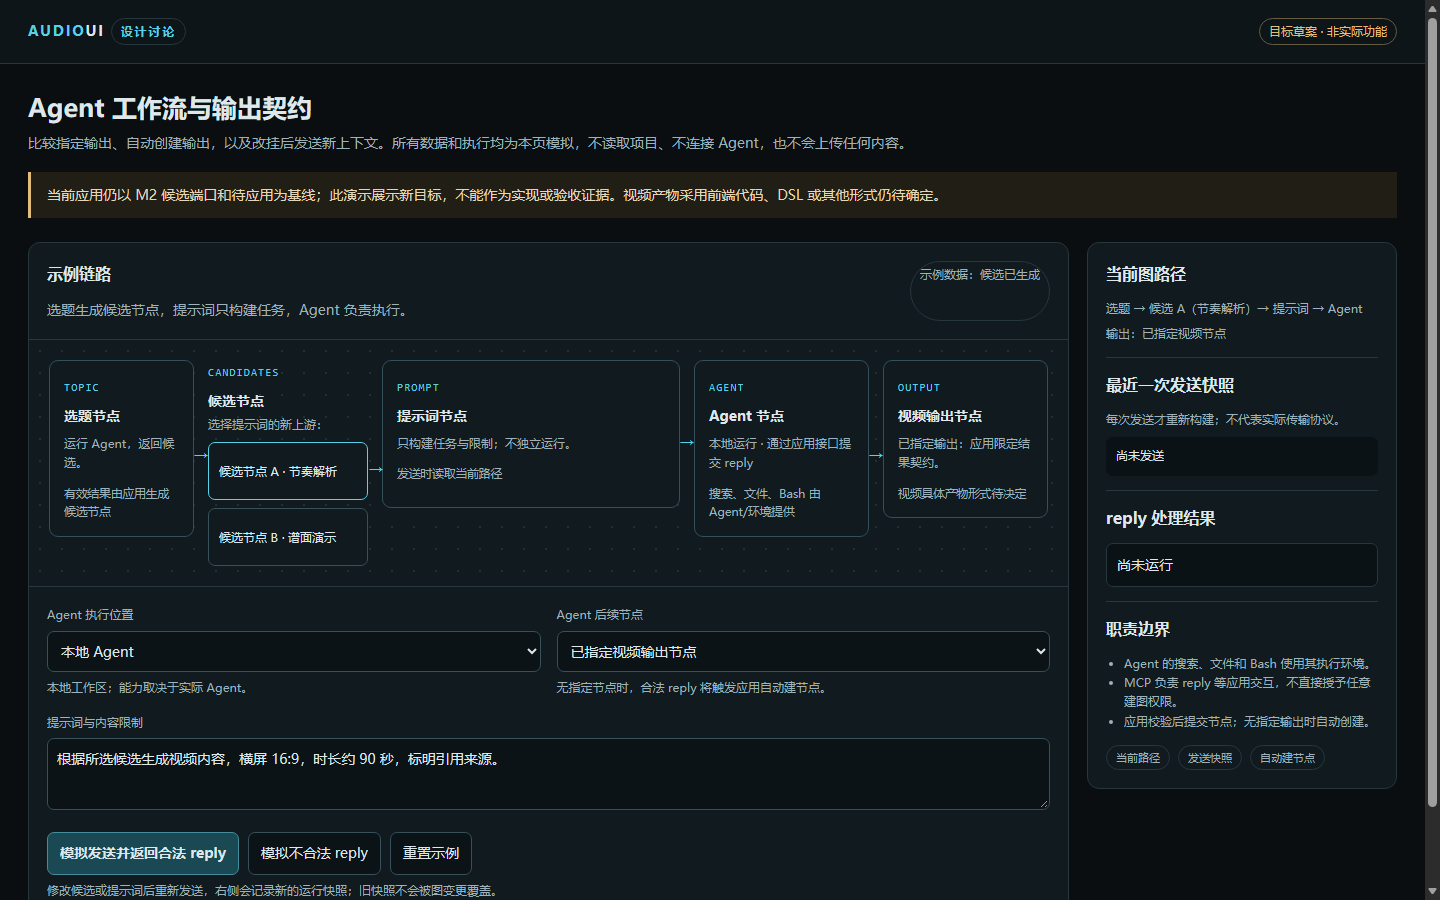 AUDIOUI 设计讨论
目标草案 · 非实际功能
Agent 工作流与输出契约
比较指定输出、自动创建输出，以及改挂后发送新上下文。所有数据和执行均为本页模拟，不读取项目、不连接 Agent，也不会上传任何内容。
当前应用仍以 M2 候选端口和待应用为基线；此演示展示新目标，不能作为实现或验收证据。视频产物采用前端代码、DSL 或其他形式仍待确定。
示例链路
选题生成候选节点，提示词只构建任务，Agent 负责执行。
示例数据：候选已生成
TOPIC
选题节点
运行 Agent，返回候
选。
有效结果由应用生成
候选节点
→
CANDIDATES
候选节点
选择提示词的新上游：
候选节点 A · 节奏解析
候选节点 B · 谱面演示
→
PROMPT
提示词节点
只构建任务与限制；不独立运行。
发送时读取当前路径
→
AGENT
Agent 节点
本地运行 · 通过应用接口提
交 reply
搜索、文件、Bash 由
Agent/环境提供
→
OUTPUT
视频输出节点
已指定输出：应用限定结
果契约。
视频具体产物形式待决定
Agent 执行位置
本地 Agent
本地工作区；能力取决于实际 Agent。
Agent 后续节点
已指定视频输出节点
无指定节点时，合法 reply 将触发应用自动建节点。
提示词与内容限制
根据所选候选生成视频内容，横屏 16:9，时长约 90 秒，标明引用来源。
模拟发送并返回合法 reply
模拟不合法 reply
重置示例
修改候选或提示词后重新发送，右侧会记录新的运行快照；旧快照不会被图变更覆盖。
当前图路径
选题 → 候选 A（节奏解析）→ 提示词 → Agent
输出：已指定视频节点
最近一次发送快照
每次发送才重新构建；不代表实际传输协议。
尚未发送
reply 处理结果
尚未运行
职责边界
• Agent 的搜索、文件和 Bash 使用其执行环境。
• MCP 负责 reply 等应用交互，不直接授予任意
建图权限。
• 应用校验后提交节点；无指定输出时自动创建。
当前路径
发送快照
自动建节点